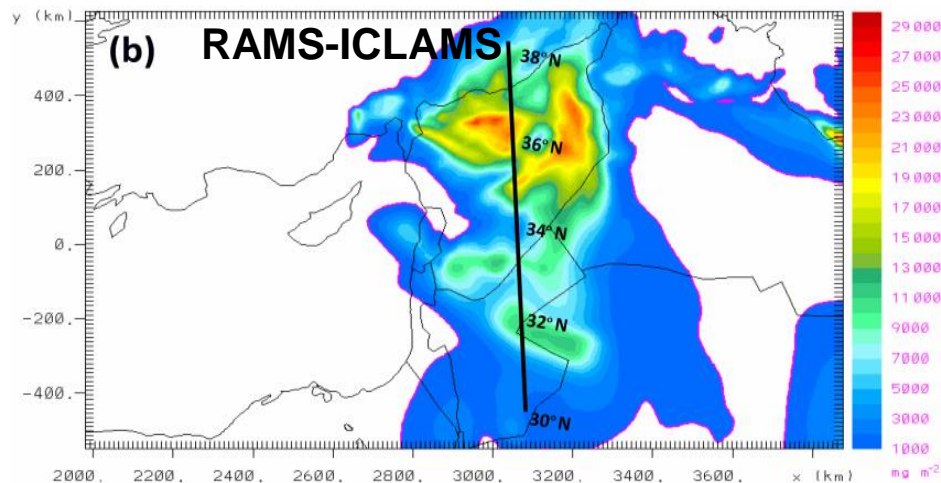 y (km)
(b) RAMS-ICLAMS
38°N
36°N
34°N
32°N
30°N
400.
200.
0.
-200.
-400.
2000. 2200. 2400. 2600. 2800. 3000. 3200. 3400. 3600. x (km)
29000
27000
25000
23000
21000
19000
17000
15000
13000
11000
9000
7000
5000
3000
1000
mg m⁻²